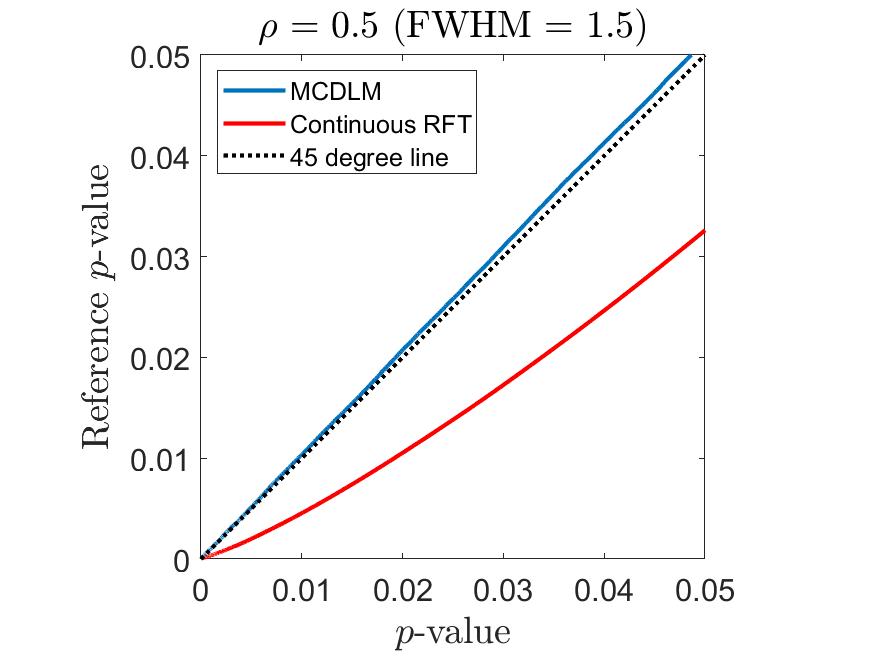 ρ = 0.5 (FWHM = 1.5)
0.05
0.04
0.03
0.02
0.01
0
Reference p-value
MCDLM
Continuous RFT
45 degree line
0 0.01 0.02 0.03 0.04 0.05
p-value